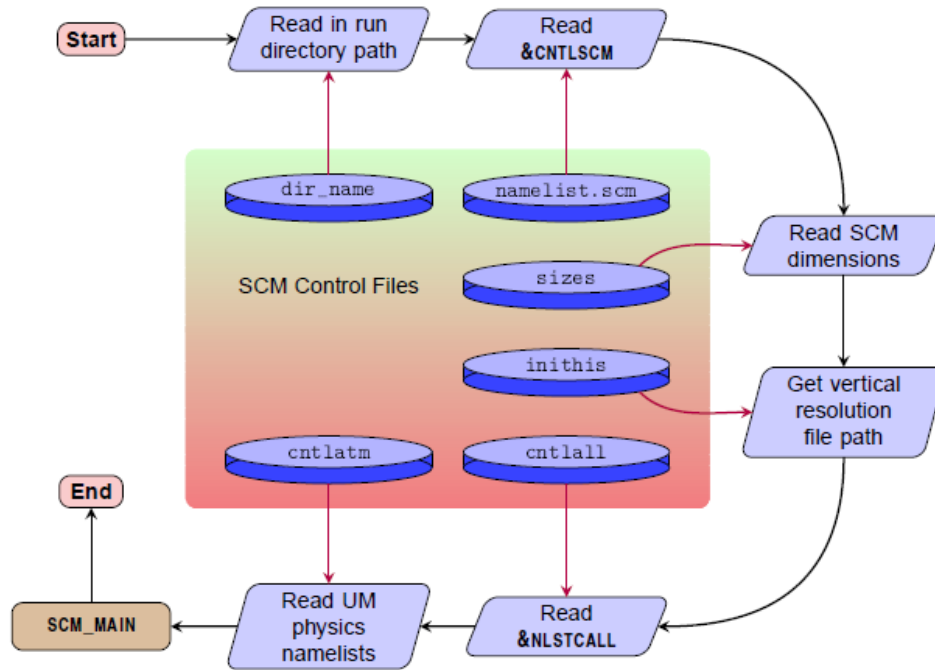 Start
Read in run
directory path
Read
&CNTLSCM
dir_name
namelist.scm
Read SCM
dimensions
SCM Control Files
sizes
inithis
Get vertical
resolution
file path
cntlatm
cntlall
End
SCM_MAIN
Read UM
physics
namelists
Read
&NLSTCALL